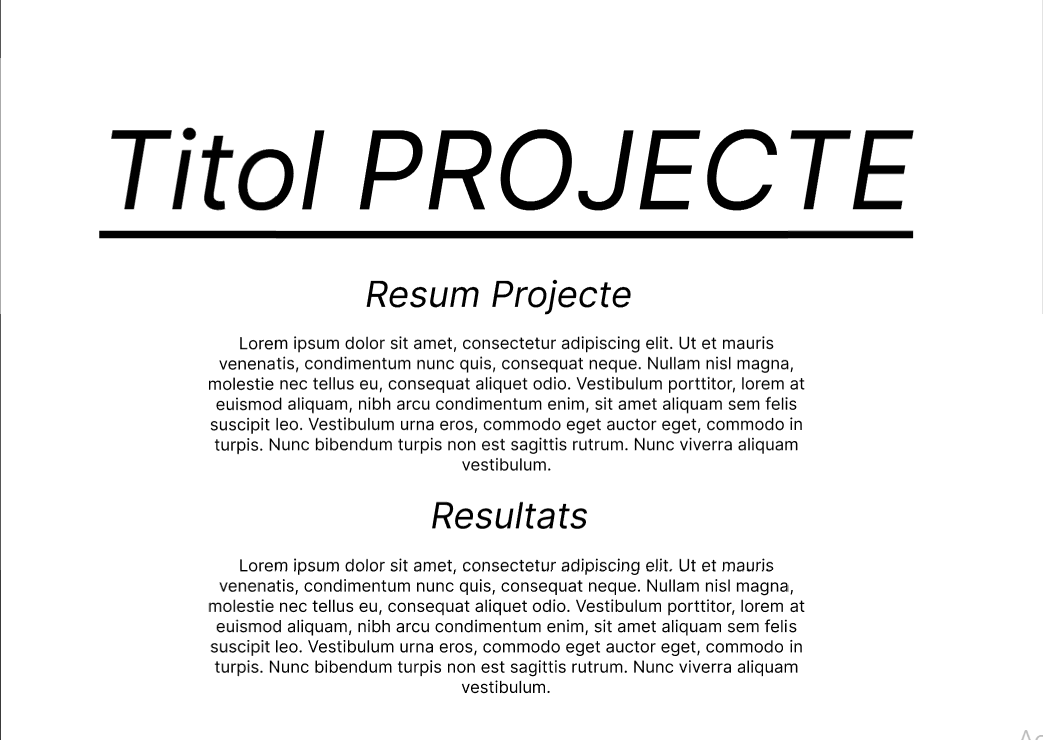 Titol PROJECTE
Resum Projecte
Lorem ipsum dolor sit amet, consectetur adipiscing elit. Ut et mauris
venenatis, condimentum nunc quis, consequat neque. Nullam nisl magna,
molestie nec tellus eu, consequat aliquet odio. Vestibulum porttitor, lorem at
euismod aliquam, nibh arcu condimentum enim, sit amet aliquam sem felis
suscipit leo. Vestibulum urna eros, commodo eget auctor eget, commodo in
turpis. Nunc bibendum turpis non est sagittis rutrum. Nunc viverra aliquam
vestibulum.
Resultats
Lorem ipsum dolor sit amet, consectetur adipiscing elit. Ut et mauris
venenatis, condimentum nunc quis, consequat neque. Nullam nisl magna,
molestie nec tellus eu, consequat aliquet odio. Vestibulum porttitor, lorem at
euismod aliquam, nibh arcu condimentum enim, sit amet aliquam sem felis
suscipit leo. Vestibulum urna eros, commodo eget auctor eget, commodo in
turpis. Nunc bibendum turpis non est sagittis rutrum. Nunc viverra aliquam
vestibulum.